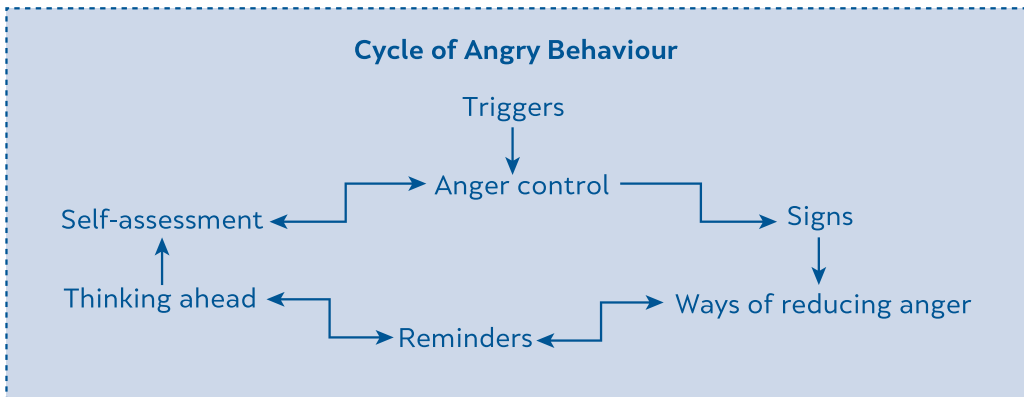 Cycle of Angry Behaviour
Triggers
Anger control
Self-assessment
Signs
Thinking ahead
Ways of reducing anger
Reminders